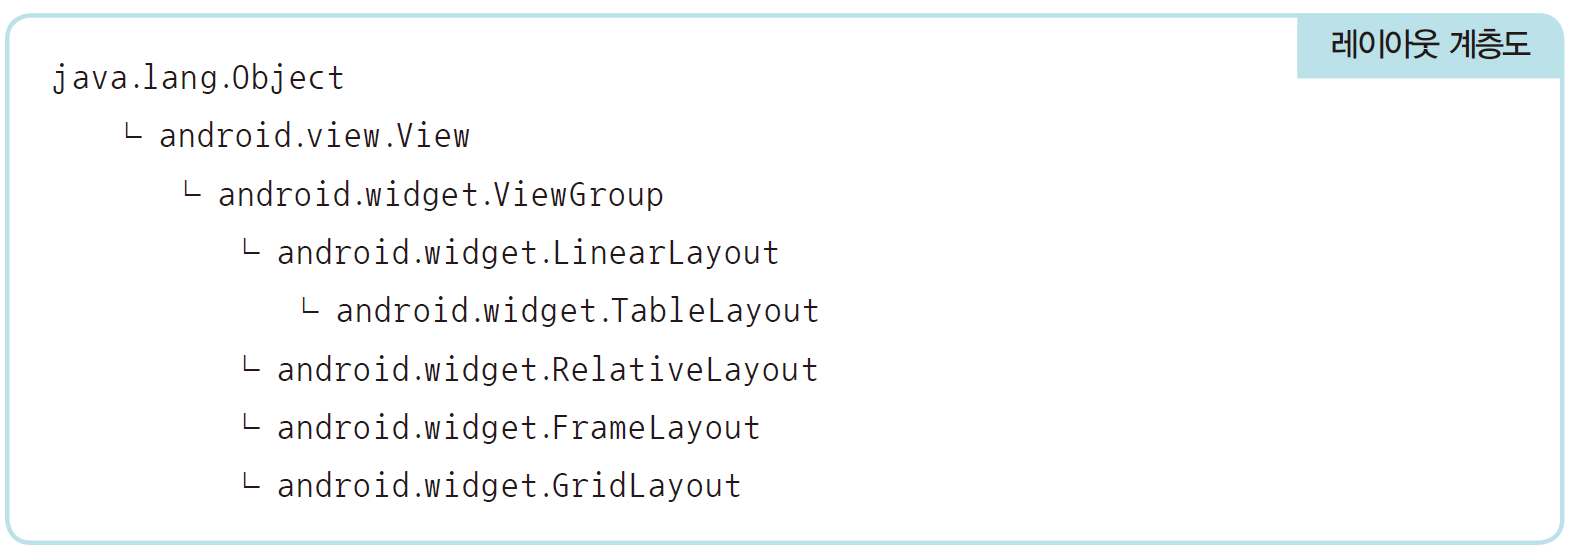 레이아웃 계층도
java.lang.Object
└ android.view.View
└ android.widget.ViewGroup
└ android.widget.LinearLayout
└ android.widget.TableLayout
└ android.widget.RelativeLayout
└ android.widget.FrameLayout
└ android.widget.GridLayout